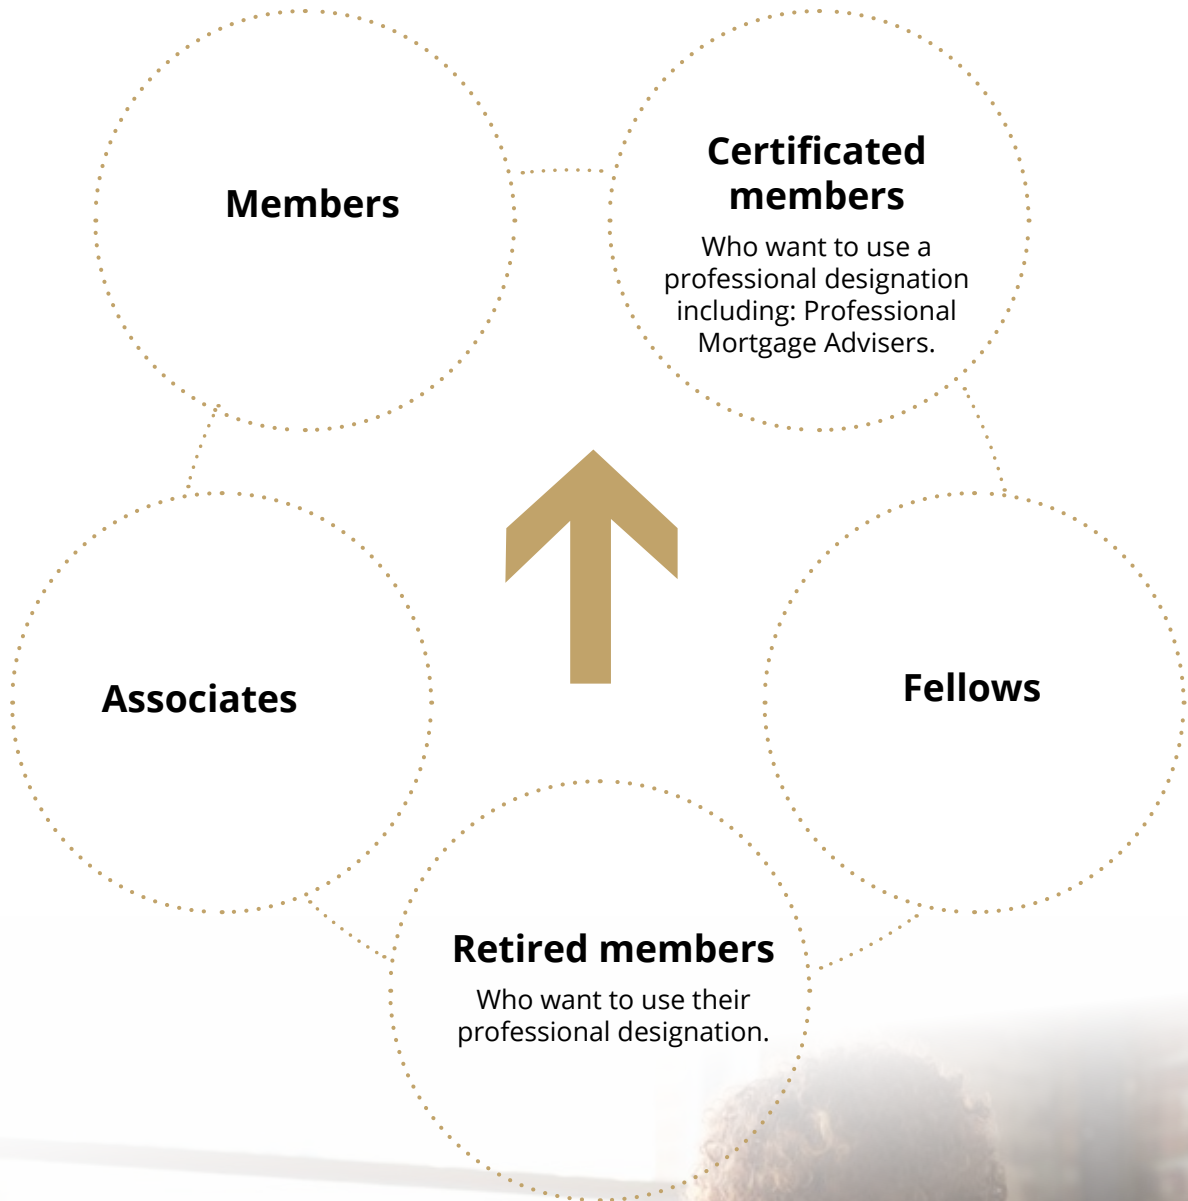 Members
Certificated
members
Who want to use a
professional designation
including: Professional
Mortgage Advisers.
Associates
Fellows
Retired members
Who want to use their
professional designation.